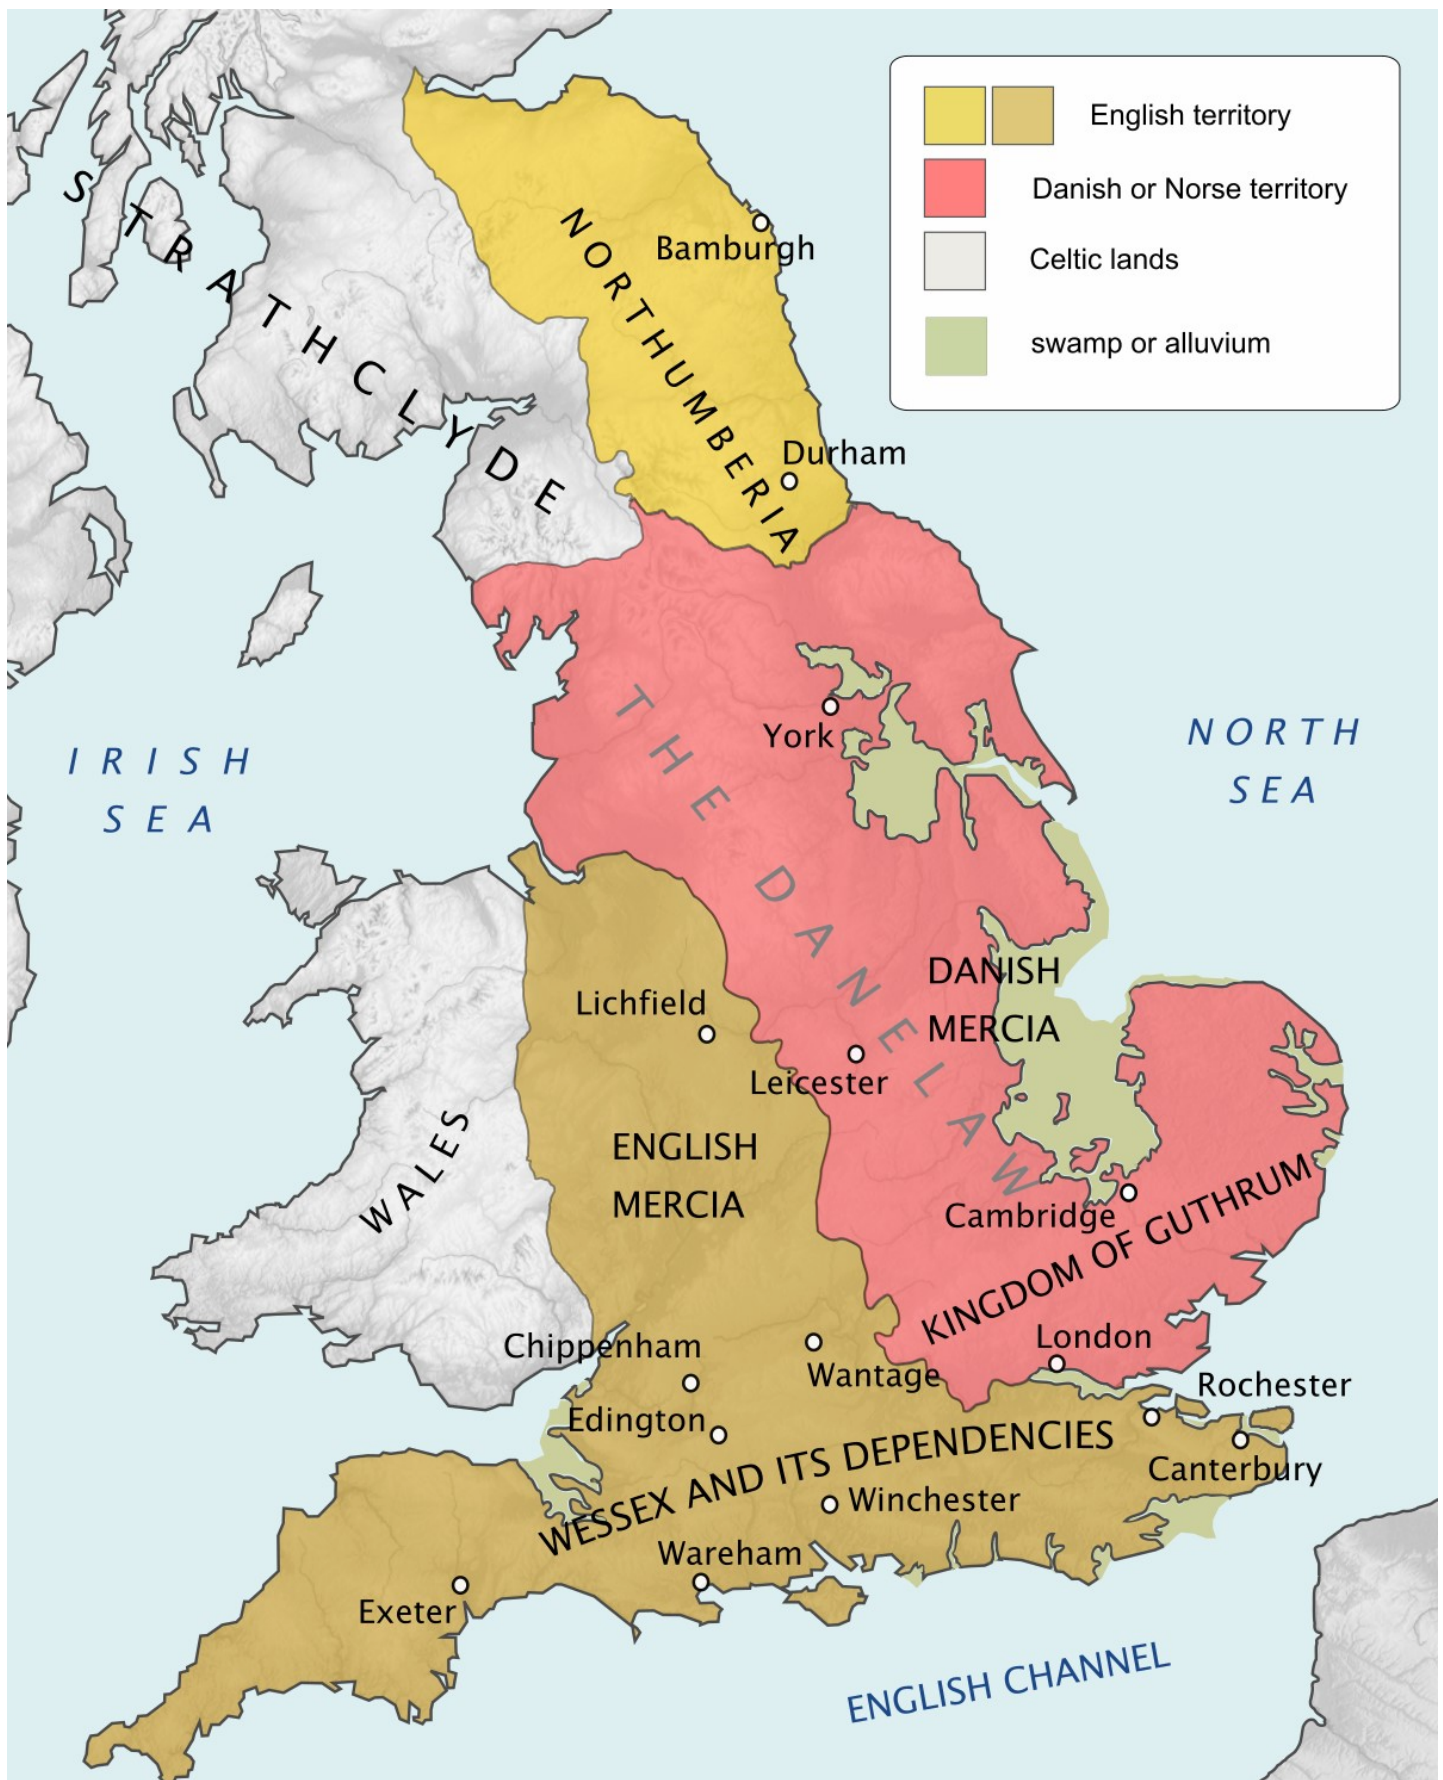 English territory
Danish or Norse territory
Celtic lands
swamp or alluvium
STRATHCLYDE
NORTHUMBERIA
Bamburgh
Durham
York
THE DANELAW
IRISH
SEA
NORTH
SEA
DANISH
MERCIA
Lichfield
Leicester
ENGLISH
MERCIA
WALES
Cambridge
KINGDOM OF GUTHRUM
London
Chippenham
Wantage
Rochester
Edington
WESSEX AND ITS DEPENDENCIES
Canterbury
Winchester
Wareham
Exeter
ENGLISH CHANNEL